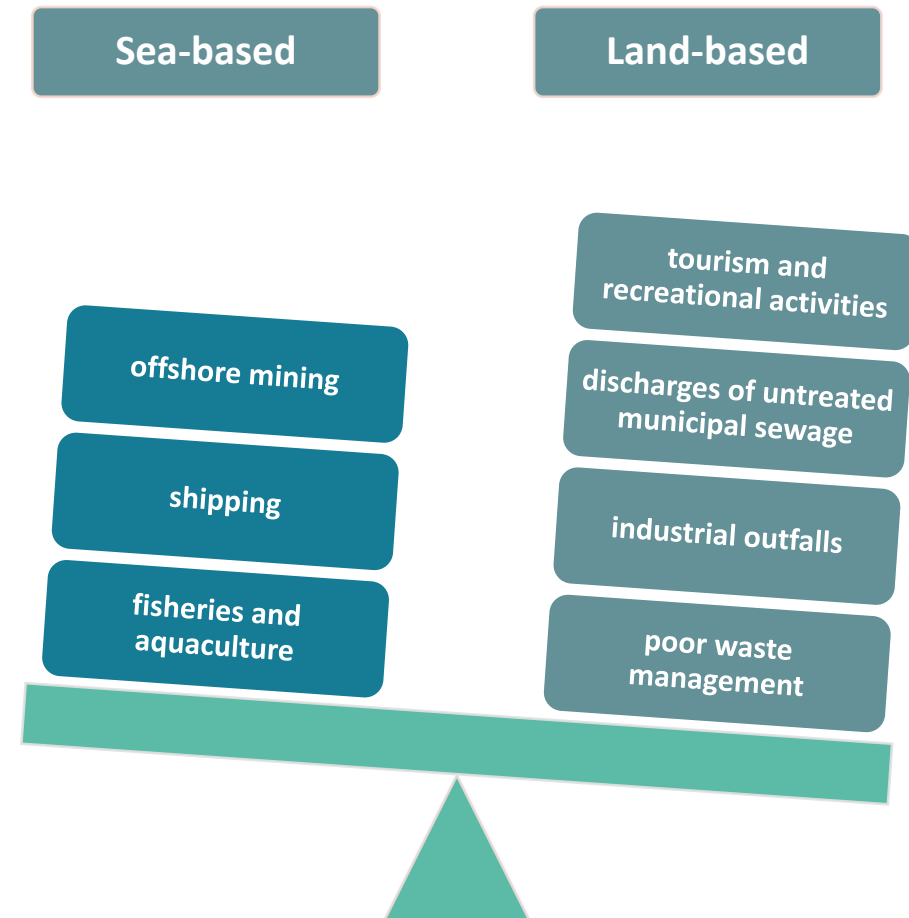 Sea-based
Land-based
offshore mining
shipping
fisheries and
aquaculture
tourism and
recreational activities
discharges of untreated
municipal sewage
industrial outfalls
poor waste
management